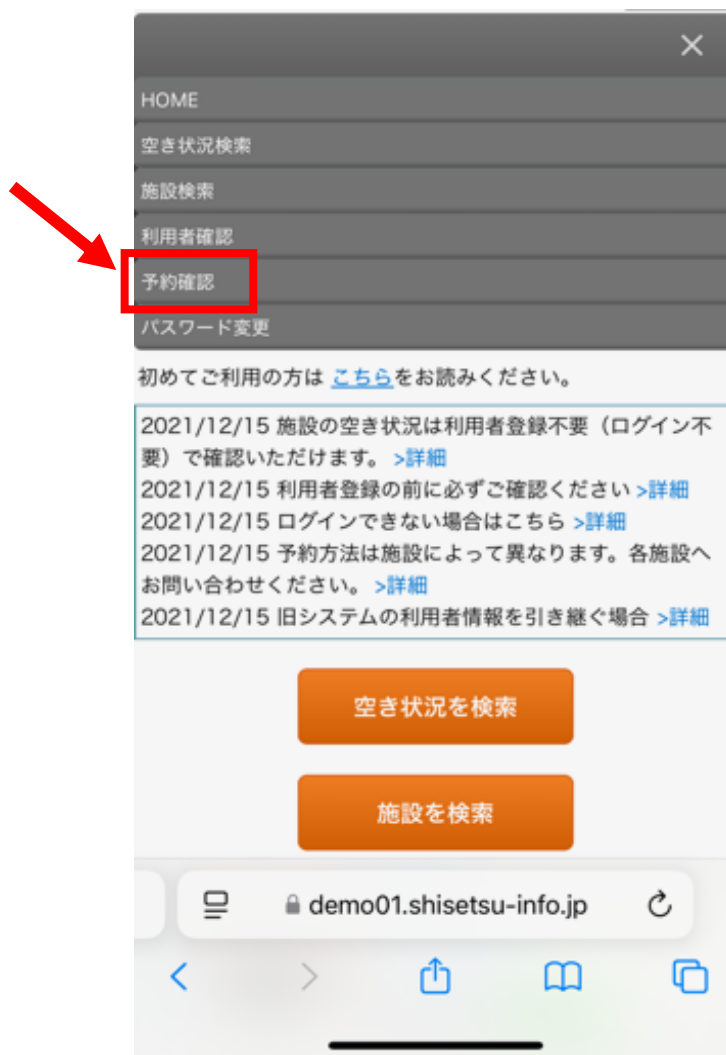 HOME
空き状況検索
施設検索
利用者確認
予約確認
パスワード変更
初めてご利用の方は こちらをお読みください。
2021/12/15 施設の空き状況は利用者登録不要（ログイン不
要）で確認いただけます。 >詳細
2021/12/15 利用者登録の前に必ずご確認ください >詳細
2021/12/15 ログインできない場合はこちら >詳細
2021/12/15 予約方法は施設によって異なります。各施設へ
お問い合わせください。 >詳細
2021/12/15 旧システムの利用者情報を引き継ぐ場合 >詳細
空き状況を検索
施設を検索
demo01.shisetsu-info.jp